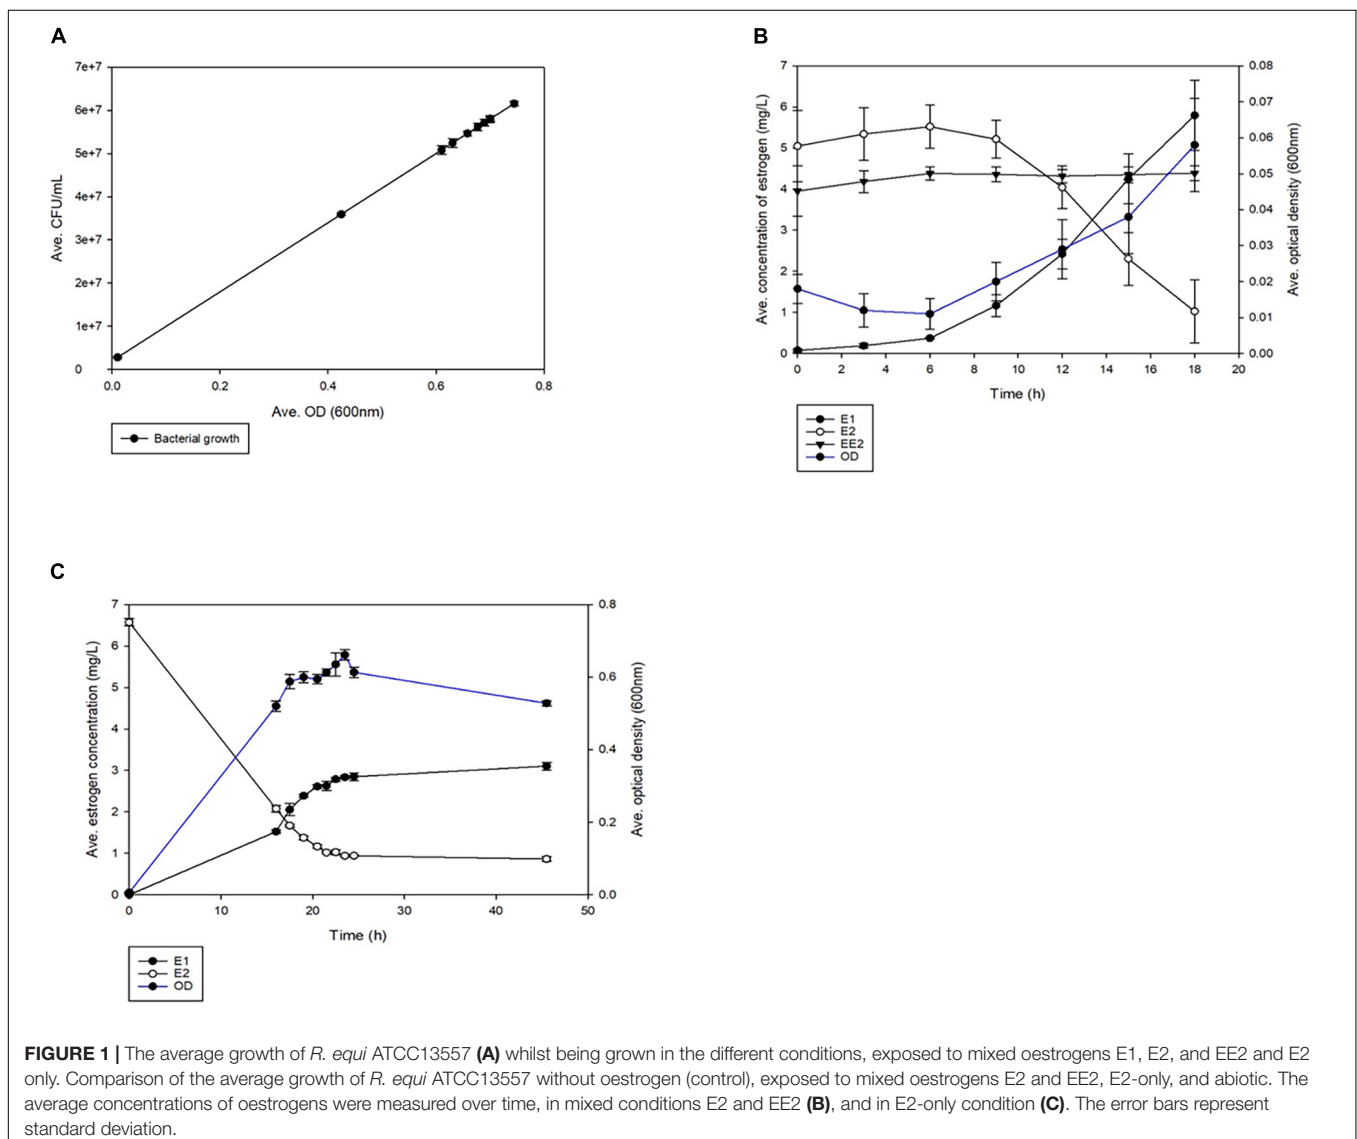 A
7e+7
6e+7
5e+7
4e+7
3e+7
2e+7
1e+7
0
Ave. CFU/mL
0.0 0.2 0.4 0.6 0.8
Ave. OD (600nm)
Bacterial growth
B
7
6
5
4
3
2
1
0
Ave. concentration of estrogen (mg/L)
0.08
0.07
0.06
0.05
0.04
0.03
0.02
0.01
0.00
Ave. optical density (600nm)
0 2 4 6 8 10 12 14 16 18 20
Time (h)
E1
E2
EE2
OD
C
7
6
5
4
3
2
1
0
Ave. estrogen concentration (mg/L)
0.8
0.6
0.4
0.2
0.0
Ave. optical density (600nm)
0 10 20 30 40 50
Time (h)
E1
E2
OD
FIGURE 1 | The average growth of R. equi ATCC13557 (A) whilst being grown in the different conditions, exposed to mixed oestrogens E1, E2, and EE2 and E2
only. Comparison of the average growth of R. equi ATCC13557 without oestrogen (control), exposed to mixed oestrogens E2 and EE2, E2-only, and abiotic. The
average concentrations of oestrogens were measured over time, in mixed conditions E2 and EE2 (B), and in E2-only condition (C). The error bars represent
standard deviation.